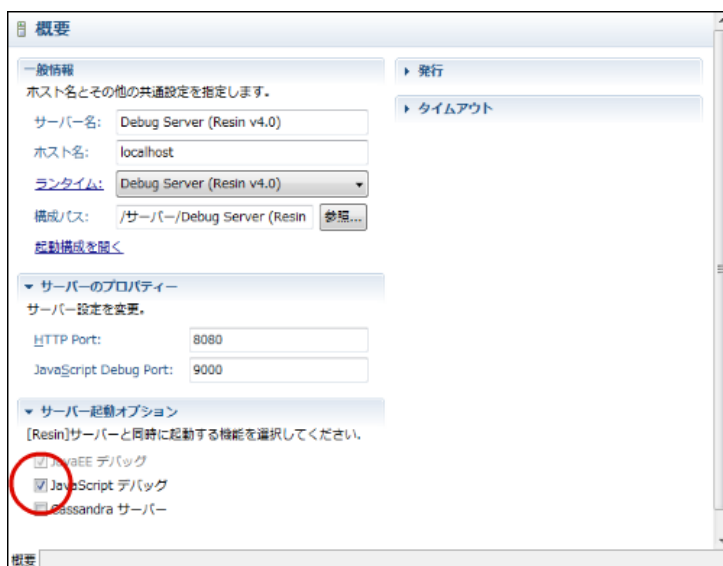 概要
一般情報
ホスト名とその他の共通設定を指定します。
サーバー名: Debug Server (Resin v4.0)
ホスト名: localhost
ランタイム: Debug Server (Resin v4.0)
構成パス: /サーバー/Debug Server (Resin 参照...
起動構成を開く
サーバーのプロパティー
サーバー設定を変更。
HTTP Port: 8080
JavaScript Debug Port: 9000
サーバー起動オプション
[Resin]サーバーと同時に起動する機能を選択してください.
JavaEE デバッグ
JavaScript デバッグ
Cassandra サーバー
発行
タイムアウト
概要